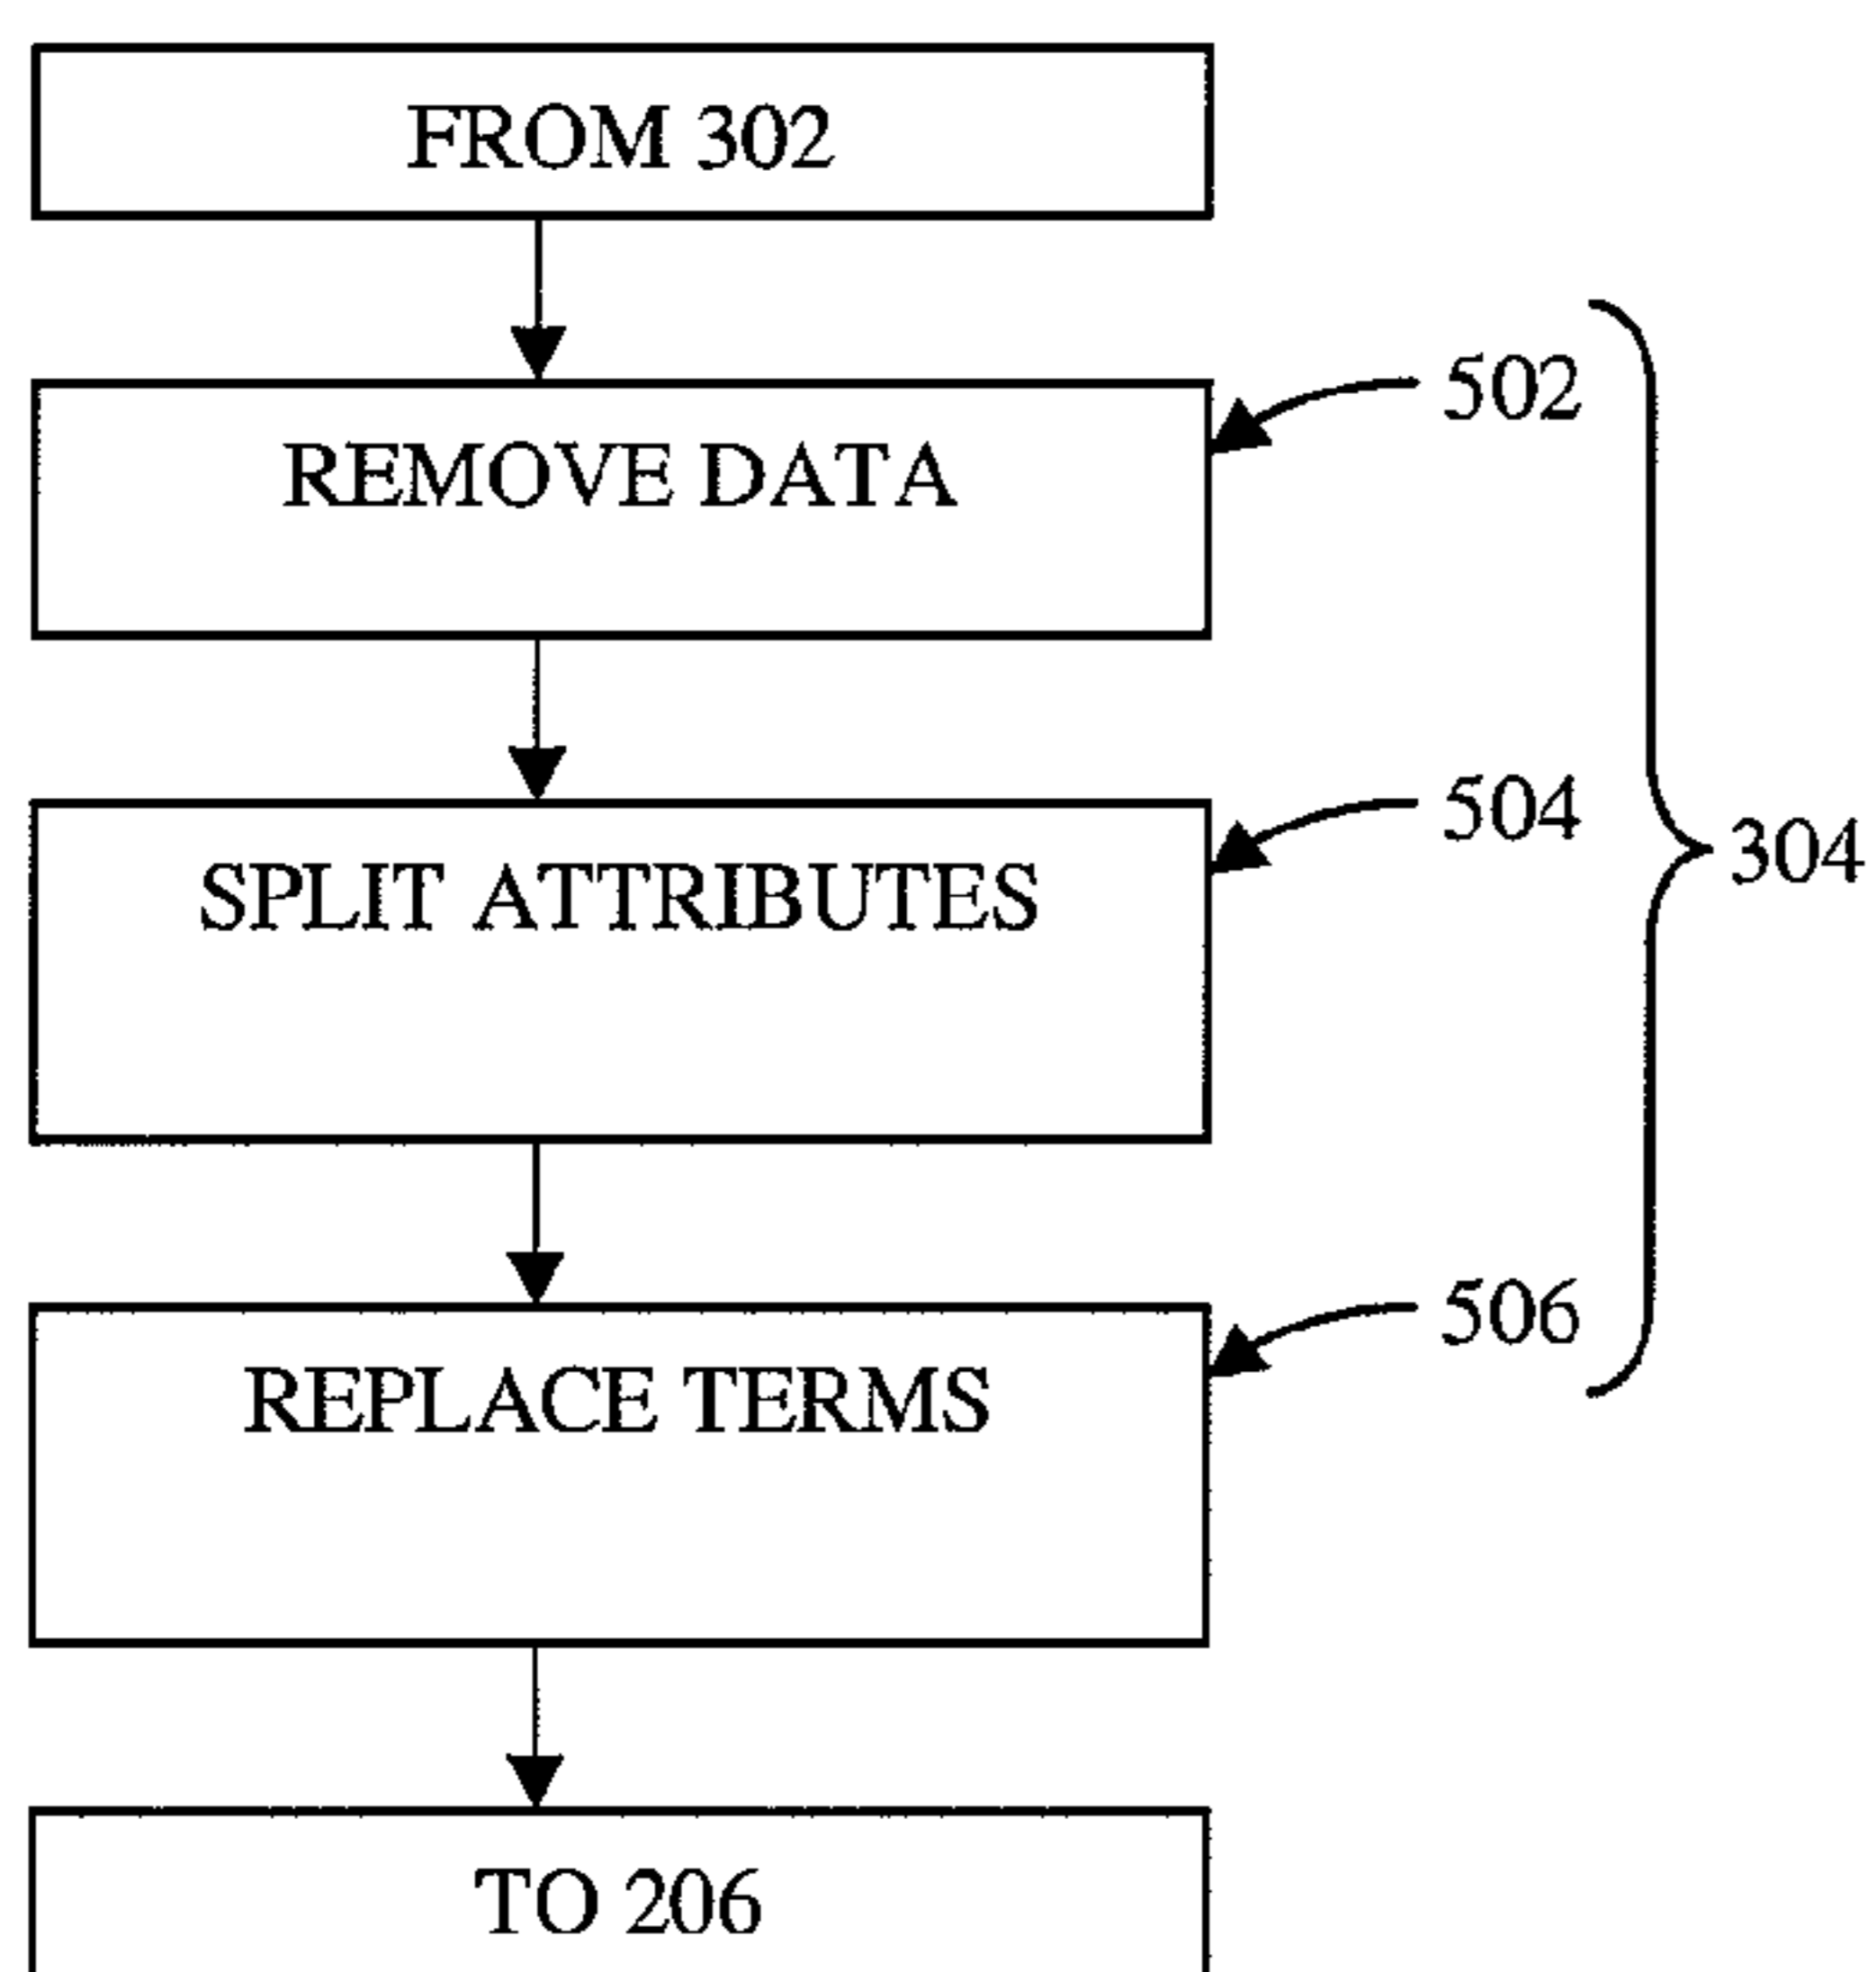 FROM 302
502
REMOVE DATA
504
304
SPLIT ATTRIBUTES
506
REPLACE TERMS
TO 206